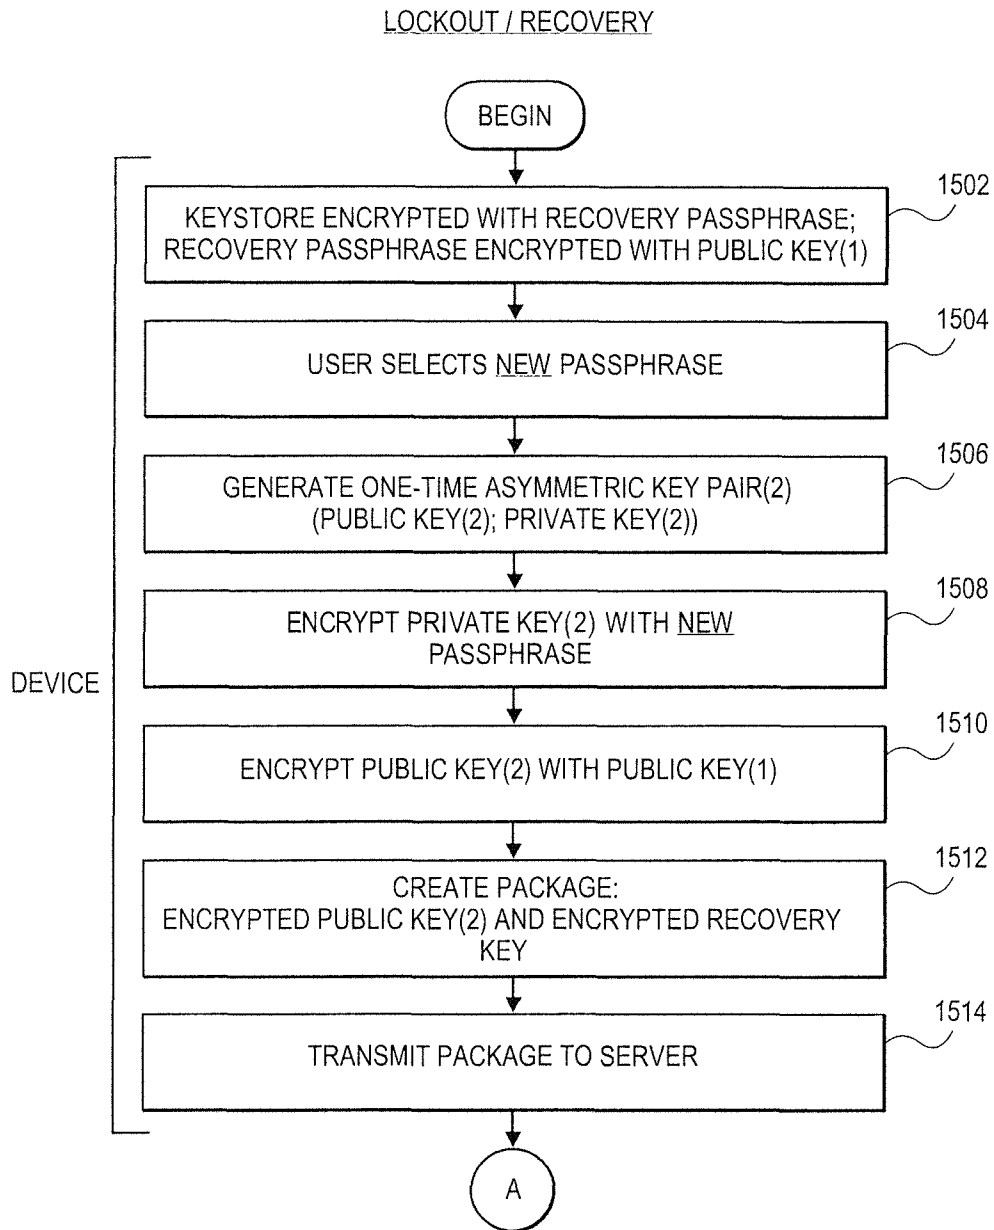 LOCKOUT / RECOVERY
BEGIN
1502
KEYSTORE ENCRYPTED WITH RECOVERY PASSPHRASE;
RECOVERY PASSPHRASE ENCRYPTED WITH PUBLIC KEY(1)
1504
USER SELECTS NEW PASSPHRASE
1506
GENERATE ONE-TIME ASYMMETRIC KEY PAIR(2)
(PUBLIC KEY(2); PRIVATE KEY(2))
1508
ENCRYPT PRIVATE KEY(2) WITH NEW
PASSPHRASE
DEVICE
1510
ENCRYPT PUBLIC KEY(2) WITH PUBLIC KEY(1)
1512
CREATE PACKAGE:
ENCRYPTED PUBLIC KEY(2) AND ENCRYPTED RECOVERY
KEY
1514
TRANSMIT PACKAGE TO SERVER
A